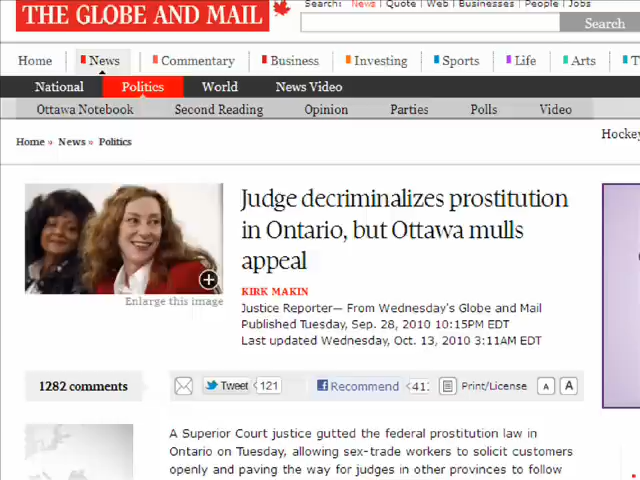 THE GLOBE AND MAIL
Search: News | Quote | Web | Businesses | People | Jobs
Search
Home News Commentary Business Investing Sports Life Arts
National Politics World News Video
Ottawa Notebook Second Reading Opinion Parties Polls Video
Home » News » Politics
Hockey
Judge decriminalizes prostitution
in Ontario, but Ottawa mulls
appeal
Enlarge this image
KIRK MAKIN
Justice Reporter— From Wednesday's Globe and Mail
Published Tuesday, Sep. 28, 2010 10:15PM EDT
Last updated Wednesday, Oct. 13, 2010 3:11AM EDT
1282 comments
Tweet 121 Recommend 41 Print/License A A
A Superior Court justice gutted the federal prostitution law in
Ontario on Tuesday, allowing sex-trade workers to solicit customers
openly and paving the way for judges in other provinces to follow